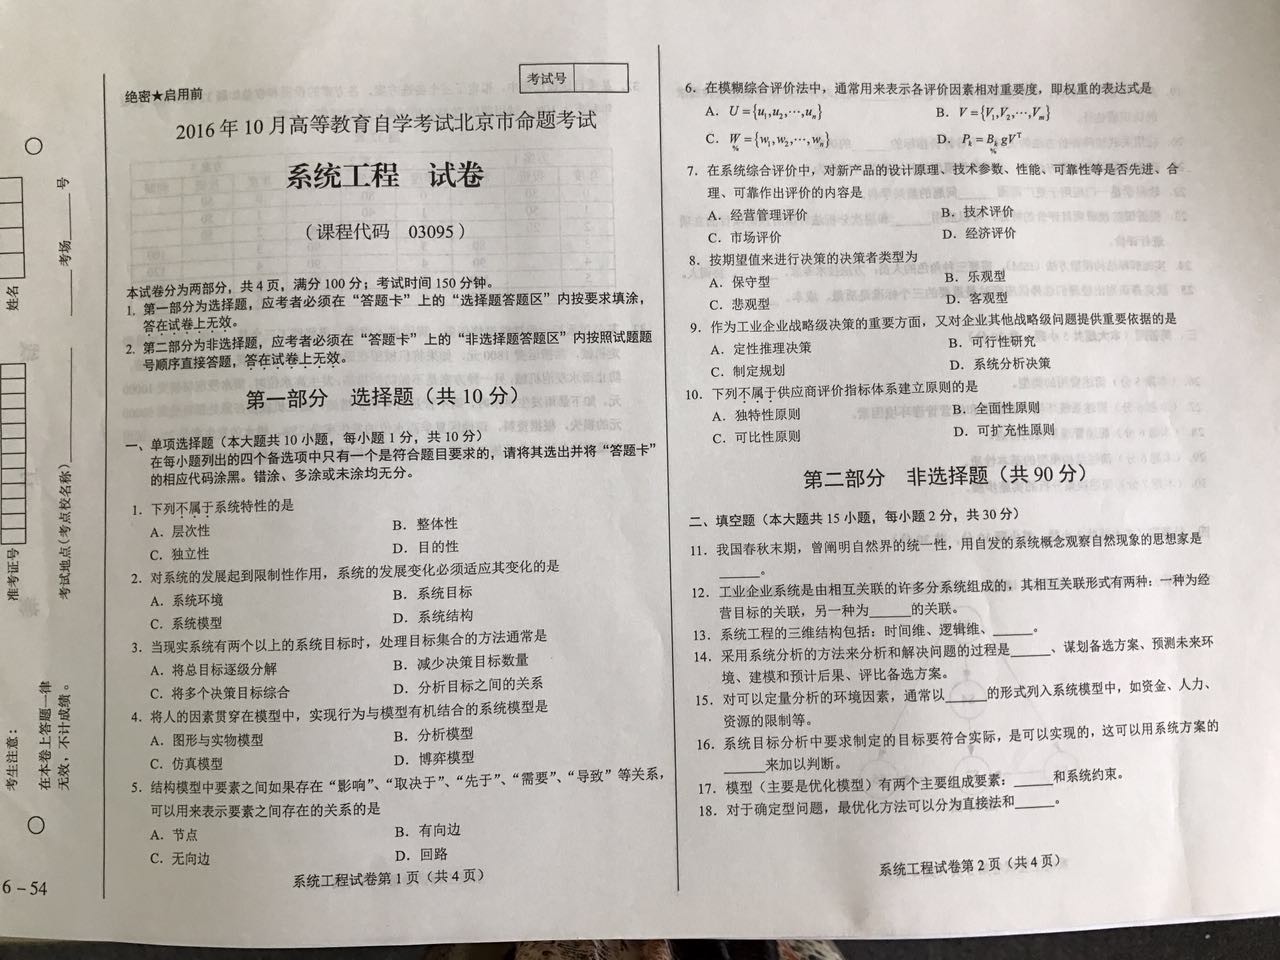 考试号
绝密★启用前
2016年10月高等教育自学考试北京市命题考试
系统工程 试卷
(课程代码 03095)
本试卷分为两部分，共4页，满分100分；考试时间150分钟。
1. 第一部分为选择题，应考者必须在“答题卡”上的“选择题答题区”内按要求填涂，
答在试卷上无效。
2. 第二部分为非选择题，应考者必须在“答题卡”上的“非选择题答题区”内按照试题题
号顺序直接答题，答在试卷上无效。
第一部分 选择题（共10分）
一、单项选择题（本大题共10小题，每小题1分，共10分）
在每小题列出的四个备选项中只有一个是符合题目要求的，请将其选出并将“答题卡”
的相应代码涂黑。错涂、多涂或未涂均无分。
1. 下列不属于系统特性的是
A. 层次性 B. 整体性
C. 独立性 D. 目的性
2. 对系统的发展起到限制性作用，系统的发展变化必须适应其变化的是
A. 系统环境 B. 系统目标
C. 系统模型 D. 系统结构
3. 当现实系统有两个以上的系统目标时，处理目标集合的方法通常是
A. 将总目标逐级分解 B. 减少决策目标数量
C. 将多个决策目标综合 D. 分析目标之间的关系
4. 将人的因素贯穿在模型中，实现行为与模型有机结合的系统模型是
A. 图形与实物模型 B. 分析模型
C. 仿真模型 D. 博弈模型
5. 结构模型中要素之间如果存在“影响”、“取决于”、“先于”、“需要”、“导致”等关系，
可以用来表示要素之间存在的关系的是
A. 节点 B. 有向边
C. 无向边 D. 回路
系统工程试卷第1页（共4页）
6. 在模糊综合评价法中，通常用来表示各评价因素相对重要度，即权重的表达式是
A. U={u₁,u₂,⋯,uₙ} B. V={V₁,V₂,⋯,Vₘ}
C. W%={w₁,w₂,⋯,wₙ} D. Pₖ=Bₖ%gVᵀ
7. 在系统综合评价中，对新产品的设计原理、技术参数、性能、可靠性等是否先进、合
理、可靠作出评价的内容是
A. 经营管理评价 B. 技术评价
C. 市场评价 D. 经济评价
8. 按期望值来进行决策的决策者类型为
A. 保守型 B. 乐观型
C. 悲观型 D. 客观型
9. 作为工业企业战略级决策的重要方面，又对企业其他战略级问题提供重要依据的是
A. 定性推理决策 B. 可行性研究
C. 制定规划 D. 系统分析决策
10. 下列不属于供应商评价指标体系建立原则的是
A. 独特性原则 B. 全面性原则
C. 可比性原则 D. 可扩充性原则
第二部分 非选择题（共90分）
二、填空题（本大题共15小题，每小题2分，共30分）
11. 我国春秋末期，曾阐明自然界的统一性，用自发的系统概念观察自然现象的思想家是
______。
12. 工业企业系统是由相互关联的许多分系统组成的，其相互关联形式有两种：一种为经
营目标的关联，另一种为______的关联。
13. 系统工程的三维结构包括：时间维、逻辑维、______。
14. 采用系统分析的方法来分析和解决问题的过程是______、谋划备选方案、预测未来环
境、建模和预计后果、评比备选方案。
15. 对可以定量分析的环境因素，通常以______的形式列入系统模型中，如资金、人力、
资源的限制等。
16. 系统目标分析中要求制定的目标要符合实际，是可以实现的，这可以用系统方案的
______来加以判断。
17. 模型（主要是优化模型）有两个主要组成要素：______和系统约束。
18. 对于确定型问题，最优化方法可以分为直接法和______。
系统工程试卷第2页（共4页）
姓名
考场______号
准考证号
考试地点(考点校名称)
考生注意：
在本卷上答题一律
无效，不计成绩。
6－54